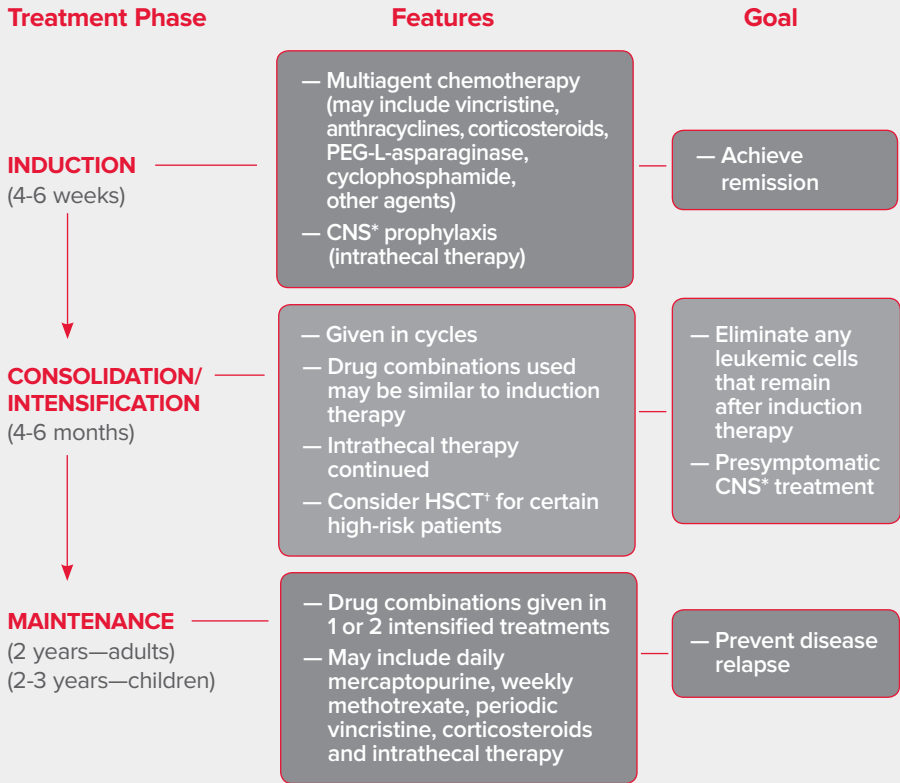 Treatment Phase
Features
Goal
INDUCTION
(4-6 weeks)
— Multiagent chemotherapy
(may include vincristine,
anthracyclines, corticosteroids,
PEG-L-asparaginase,
cyclophosphamide,
other agents)
— CNS* prophylaxis
(intrathecal therapy)
— Achieve
remission
CONSOLIDATION/
INTENSIFICATION
(4-6 months)
— Given in cycles
— Drug combinations used
may be similar to induction
therapy
— Intrathecal therapy
continued
— Consider HSCT† for certain
high-risk patients
— Eliminate any
leukemic cells
that remain
after induction
therapy
— Presymptomatic
CNS* treatment
MAINTENANCE
(2 years—adults)
(2-3 years—children)
— Drug combinations given in
1 or 2 intensified treatments
— May include daily
mercaptopurine, weekly
methotrexate, periodic
vincristine, corticosteroids
and intrathecal therapy
— Prevent disease
relapse